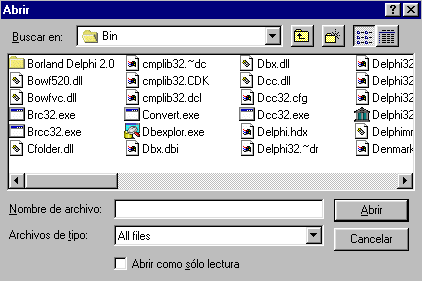 Abrir
Buscar en: Bin
Borland Delphi 2.0 cmplib32.~dc Dbx.dll Delphi32
Bowf520.dll cmplib32.CDK Dcc.dll Delphi32
Bowfvc.dll cmplib32.dcl Dcc32.cfg Delphi32
Brc32.exe Convert.exe Dcc32.exe Delphi32
Brcc32.exe Dbexplor.exe Delphi.hdx Delphimm
Cfolder.dll Dbx.dbi Delphi32.~dr Denmark
Nombre de archivo: Abrir
Archivos de tipo: All files Cancelar
Abrir como sólo lectura